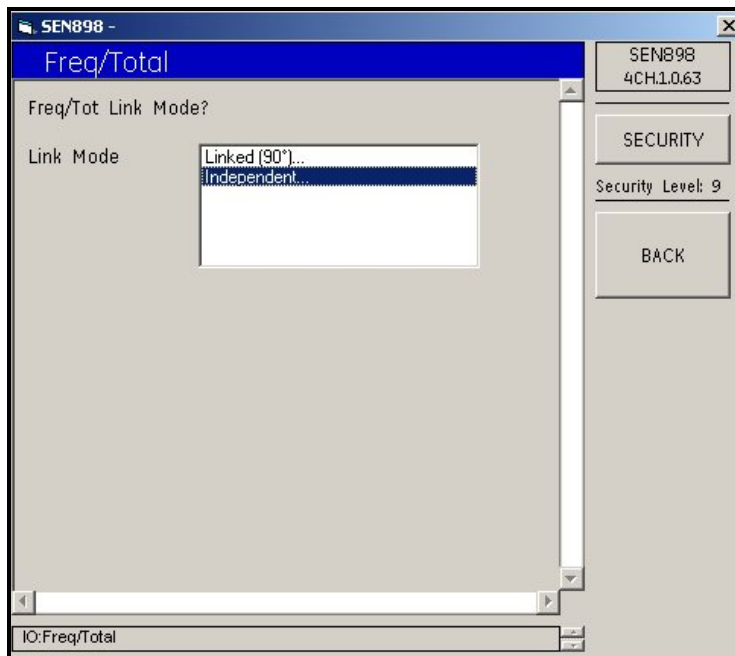 SEN898 -
Freq/Total
Freq/Tot Link Mode?
Link Mode
Linked (90°)...
Independent...
SEN898
4CH.1.0.63
SECURITY
Security Level: 9
BACK
IO:Freq/Total